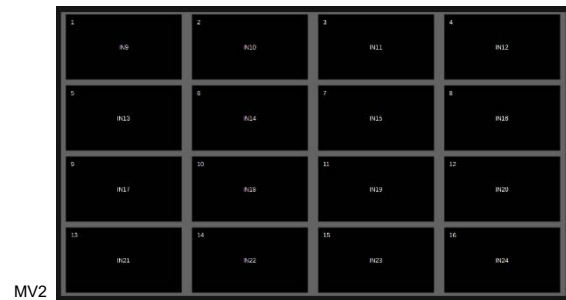 1 2 3 4
IN9 IN10 IN11 IN12
5 6 7 8
IN13 IN14 IN15 IN16
9 10 11 12
IN17 IN18 IN19 IN20
13 14 15 16
IN21 IN22 IN23 IN24
MV2